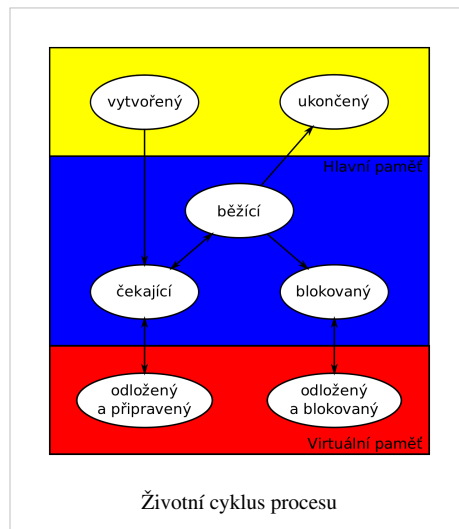 vytvořený
ukončený
Hlavní paměť
běžící
čekající
blokovaný
odložený
a připravený
odložený
a blokovaný
Virtuální paměť
Životní cyklus procesu